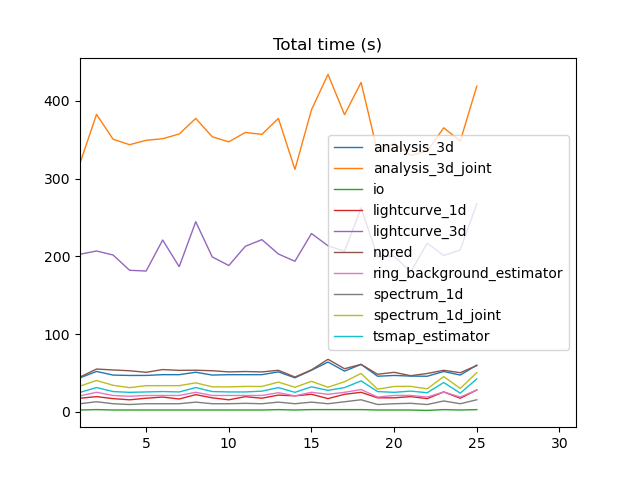 Total time (s)
400
300
200
100
0
analysis_3d
analysis_3d_joint
io
lightcurve_1d
lightcurve_3d
npred
ring_background_estimator
spectrum_1d
spectrum_1d_joint
tsmap_estimator
5 10 15 20 25 30